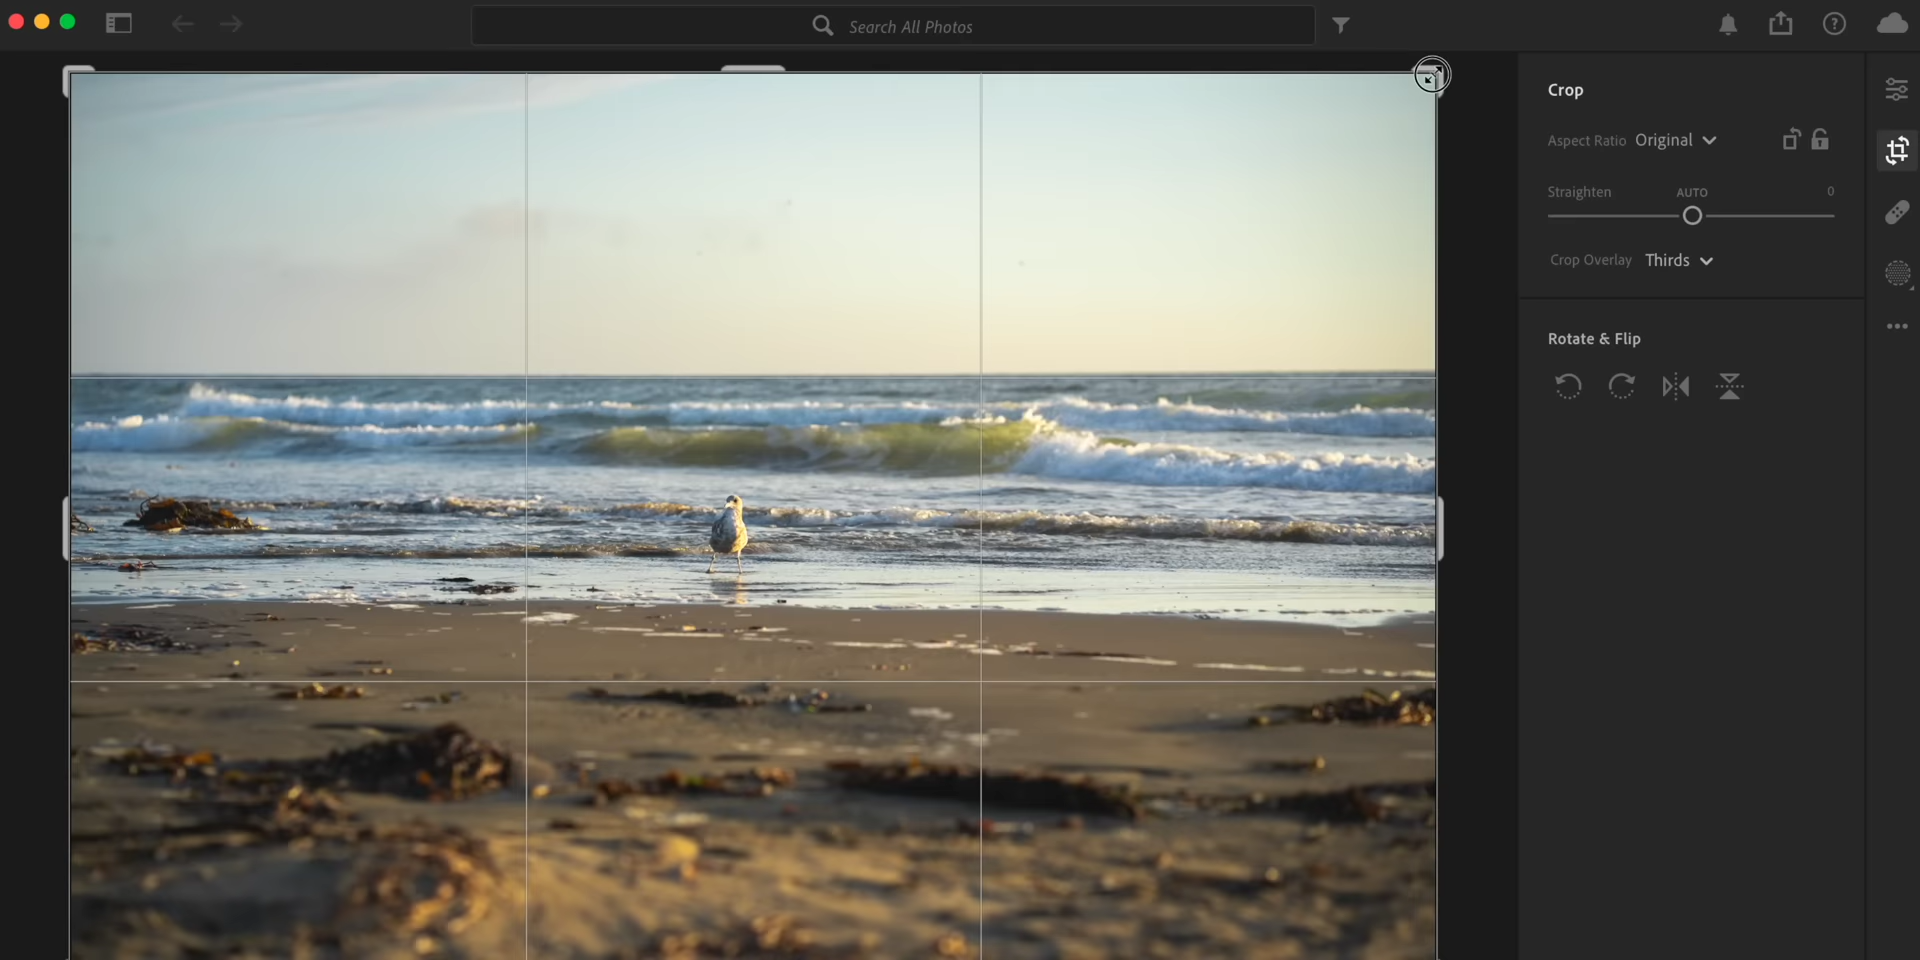 Search All Photos
Crop
Aspect Ratio Original
Straighten AUTO 0
Crop Overlay Thirds
Rotate & Flip